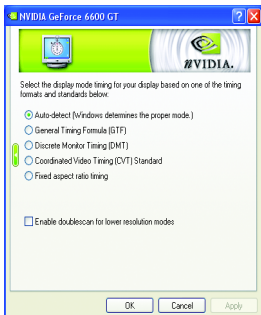 NVIDIA GeForce 6600 GT
NVIDIA.
Select the display mode timing for your display based on one of the timing
formats and standards below.
Auto-detect (Windows determines the proper mode.)
General Timing Formula (GTF)
Discrete Monitor Timing (DMT)
Coordinated Video Timing (CVT) Standard
Fixed aspect ratio timing
Enable doublescan for lower resolution modes
OK
Cancel
Apply